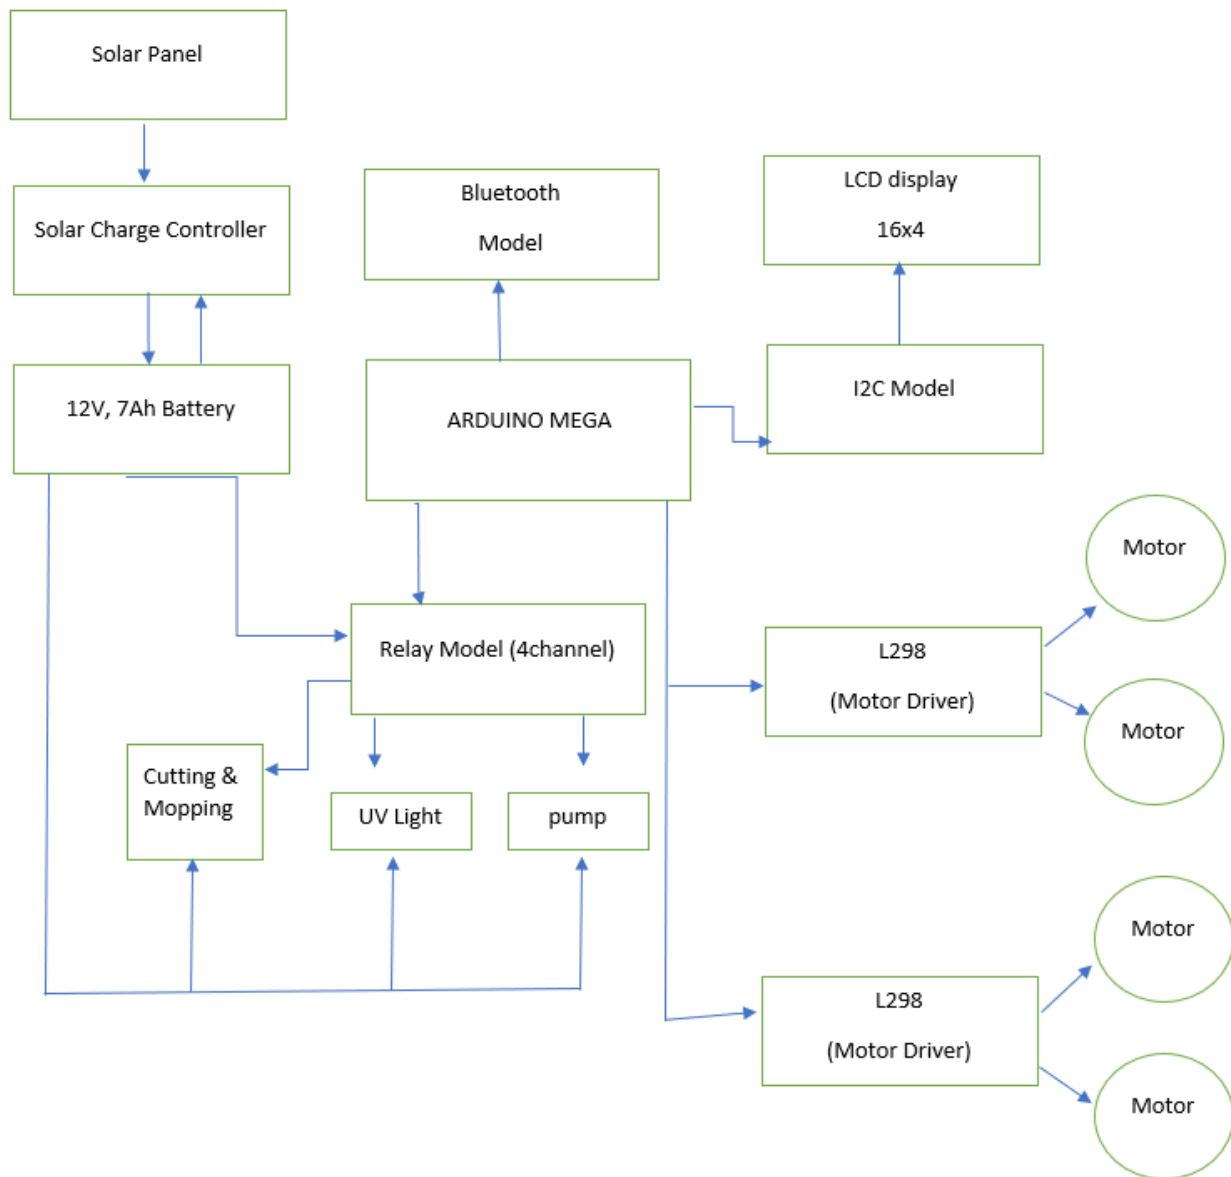 Solar Panel
Solar Charge Controller
12V, 7Ah Battery
Bluetooth
Model
LCD display
16x4
ARDUINO MEGA
I2C Model
Relay Model (4channel)
Cutting &
Mopping
UV Light
pump
L298
(Motor Driver)
Motor
Motor
L298
(Motor Driver)
Motor
Motor